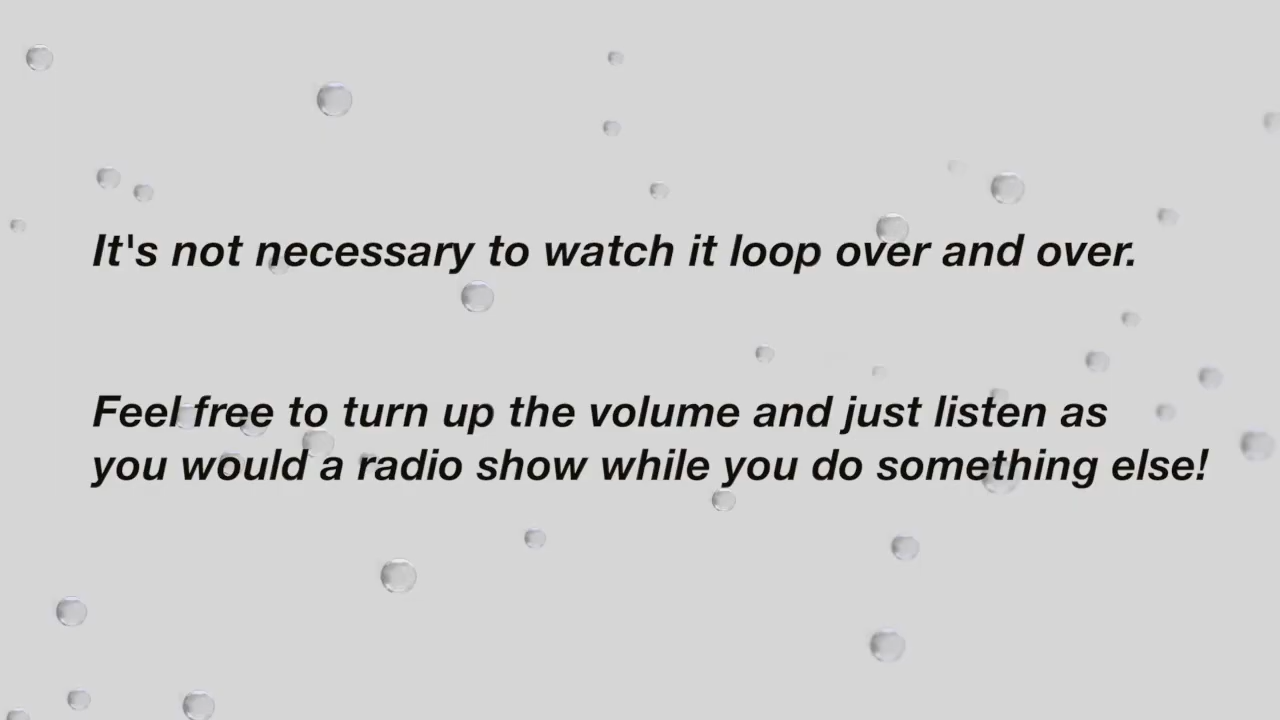 It's not necessary to watch it loop over and over.
Feel free to turn up the volume and just listen as
you would a radio show while you do something else!